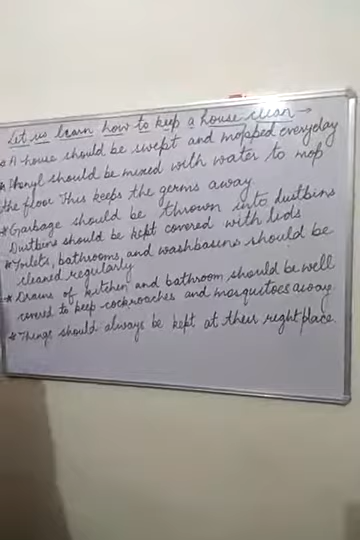 Let us learn how to keep a house clean →
* A house should be swept and mopped everyday
* Phenyl should be mixed with water to mop
the floor This keeps the germs away.
* Garbage should be thrown into dustbins
Dustbins should be kept covered with lids
* Toilets, bathrooms, and washbasins should be
cleaned regularly
* Drains of kitchen and bathroom should be well
covered to keep cockroaches and mosquitoes away.
* Things should always be kept at their right place.